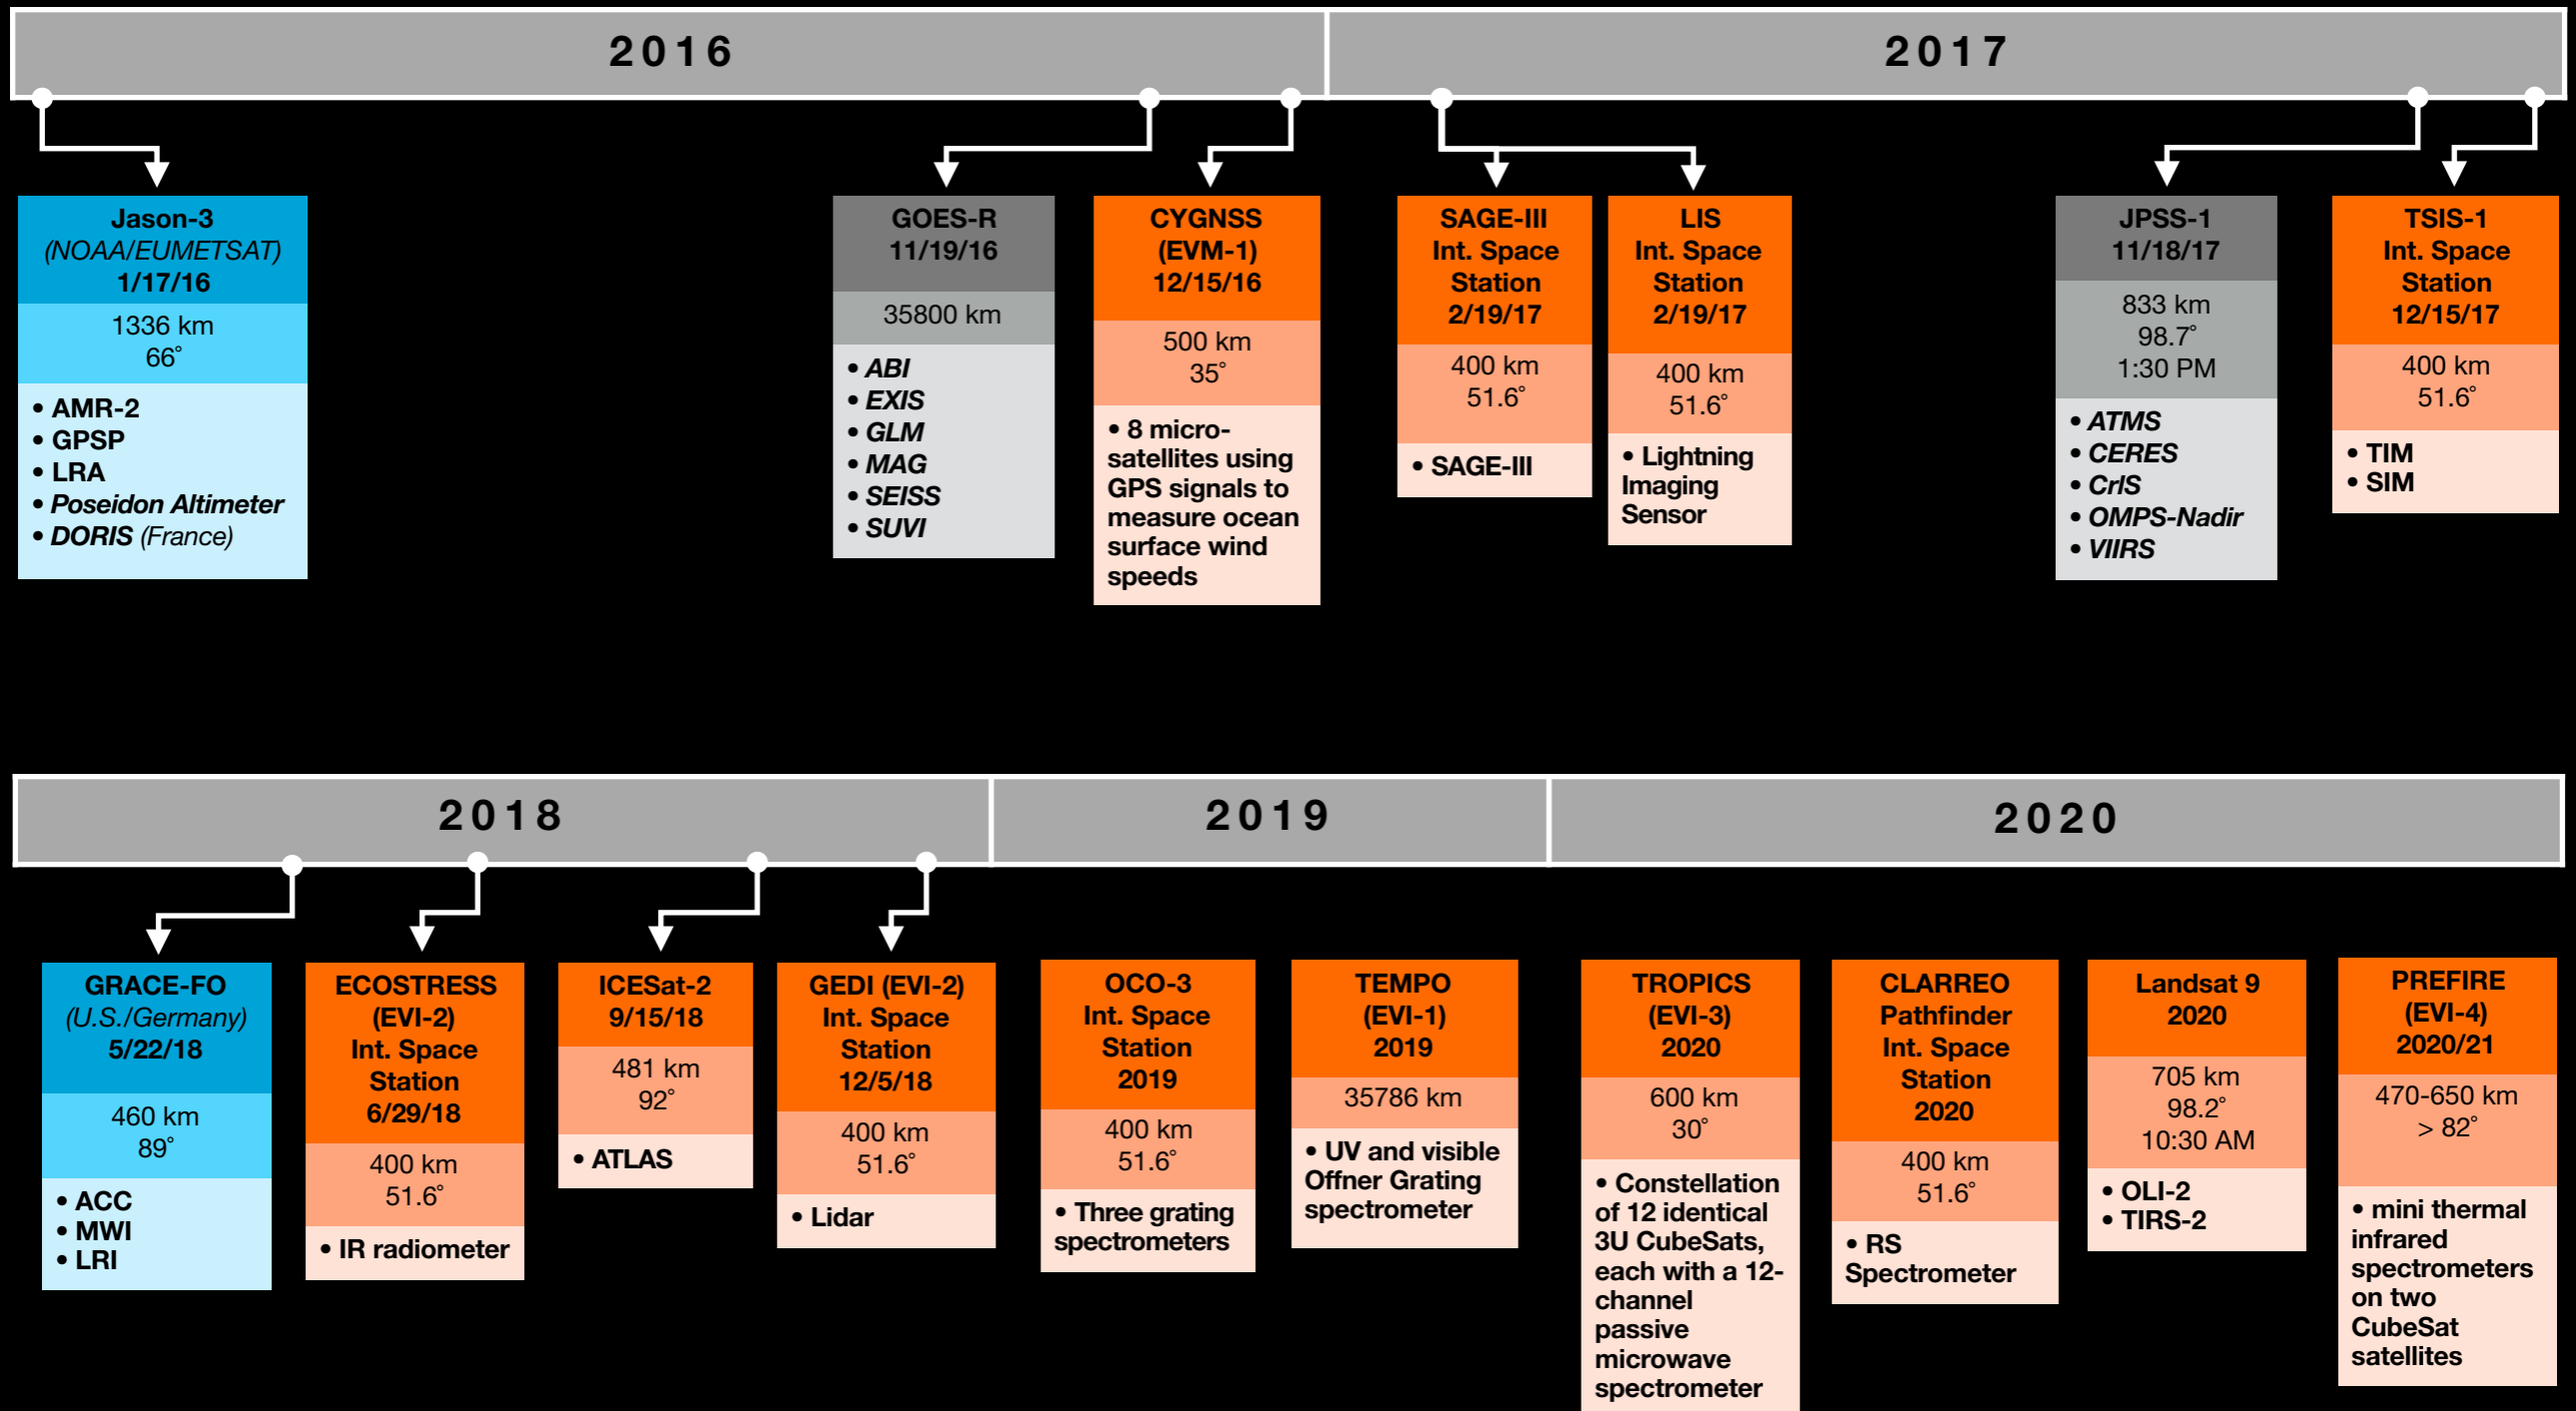 2016
2017
Jason-3
(NOAA/EUMETSAT)
1/17/16
1336 km
66°
• AMR-2
• GPSP
• LRA
• Poseidon Altimeter
• DORIS (France)
GOES-R
11/19/16
35800 km
• ABI
• EXIS
• GLM
• MAG
• SEISS
• SUVI
CYGNSS
(EVM-1)
12/15/16
500 km
35°
• 8 micro-
satellites using
GPS signals to
measure ocean
surface wind
speeds
SAGE-III
Int. Space
Station
2/19/17
400 km
51.6°
• SAGE-III
LIS
Int. Space
Station
2/19/17
400 km
51.6°
• Lightning
Imaging
Sensor
JPSS-1
11/18/17
833 km
98.7°
1:30 PM
• ATMS
• CERES
• CrIS
• OMPS-Nadir
• VIIRS
TSIS-1
Int. Space
Station
12/15/17
400 km
51.6°
• TIM
• SIM
2018
2019
2020
GRACE-FO
(U.S./Germany)
5/22/18
460 km
89°
• ACC
• MWI
• LRI
ECOSTRESS
(EVI-2)
Int. Space
Station
6/29/18
400 km
51.6°
• IR radiometer
ICESat-2
9/15/18
481 km
92°
• ATLAS
GEDI (EVI-2)
Int. Space
Station
12/5/18
400 km
51.6°
• Lidar
OCO-3
Int. Space
Station
2019
400 km
51.6°
• Three grating
spectrometers
TEMPO
(EVI-1)
2019
35786 km
• UV and visible
Offner Grating
spectrometer
TROPICS
(EVI-3)
2020
600 km
30°
• Constellation
of 12 identical
3U CubeSats,
each with a 12-
channel
passive
microwave
spectrometer
CLARREO
Pathfinder
Int. Space
Station
2020
400 km
51.6°
• RS
Spectrometer
Landsat 9
2020
705 km
98.2°
10:30 AM
• OLI-2
• TIRS-2
PREFIRE
(EVI-4)
2020/21
470-650 km
> 82°
• mini thermal
infrared
spectrometers
on two
CubeSat
satellites